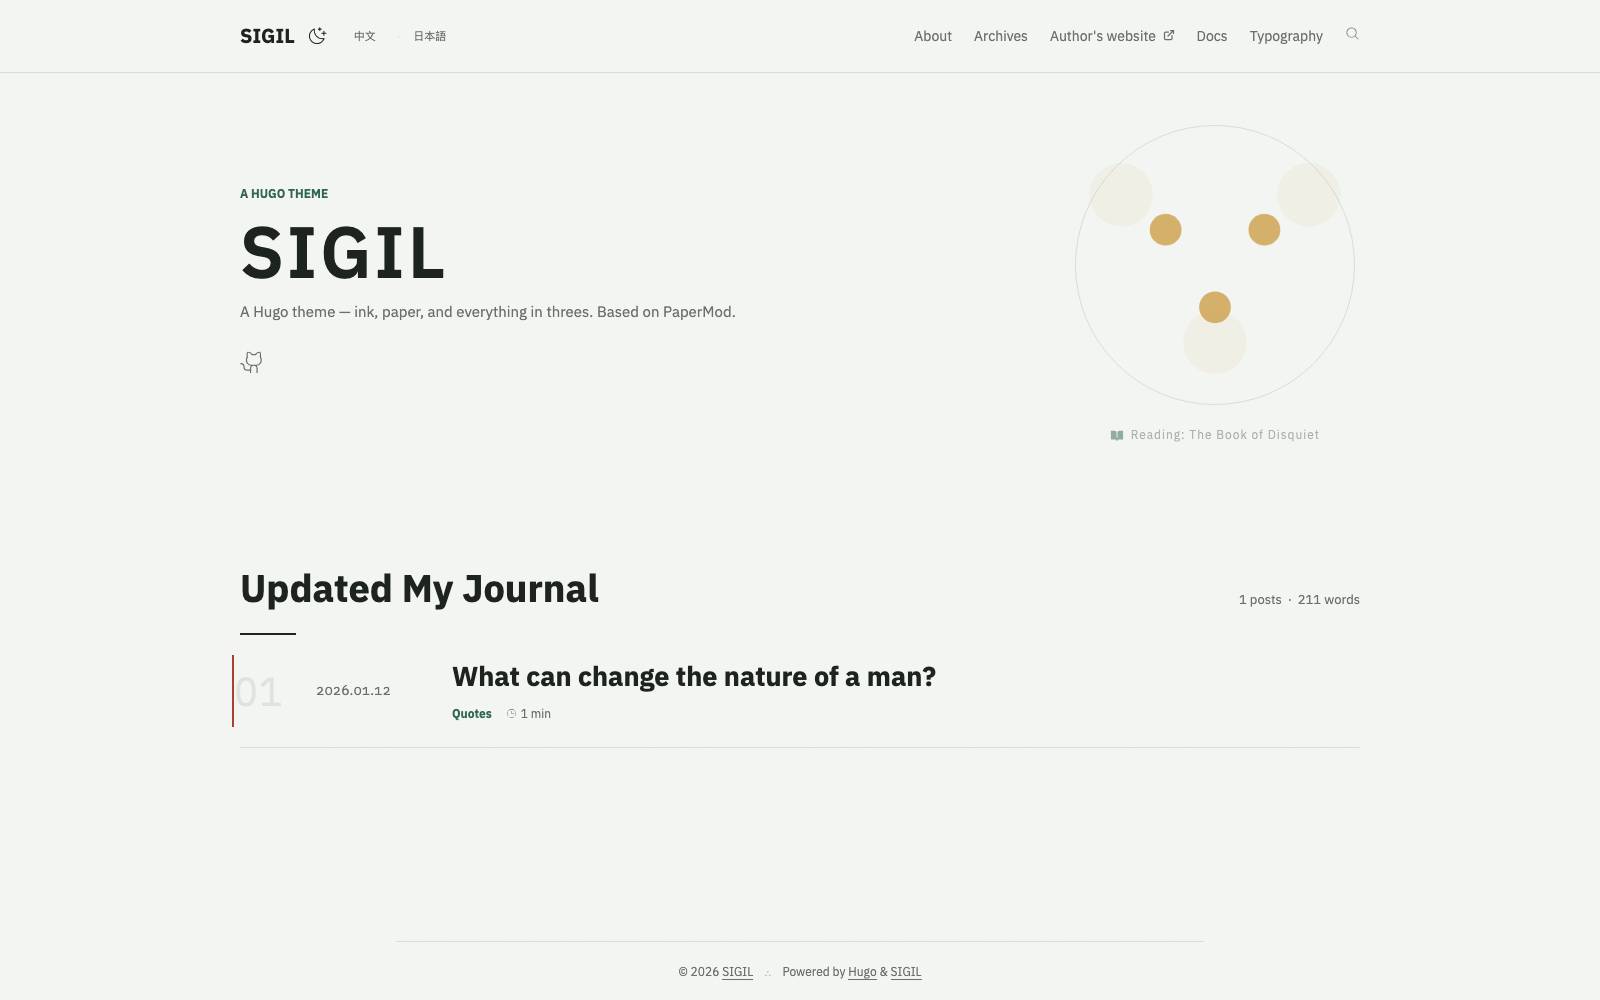 SIGIL 中文 · 日本語 About Archives Author's website Docs Typography
A HUGO THEME
SIGIL
A Hugo theme — ink, paper, and everything in threes. Based on PaperMod.
Reading: The Book of Disquiet
Updated My Journal
1 posts · 211 words
01 2026.01.12 What can change the nature of a man?
Quotes 1 min
© 2026 SIGIL ∴ Powered by Hugo & SIGIL